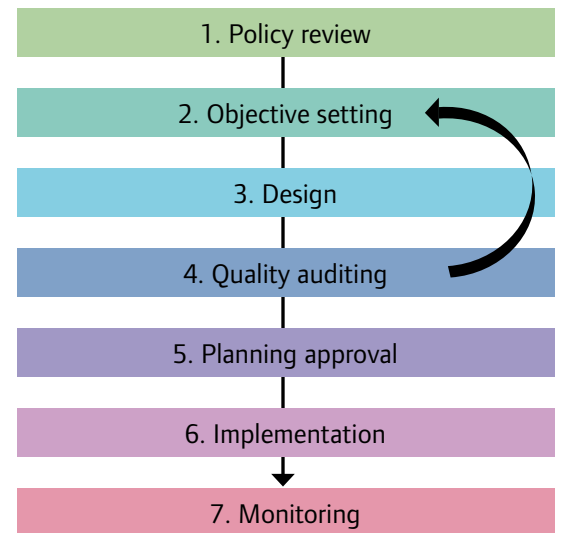 1. Policy review
2. Objective setting
3. Design
4. Quality auditing
5. Planning approval
6. Implementation
7. Monitoring